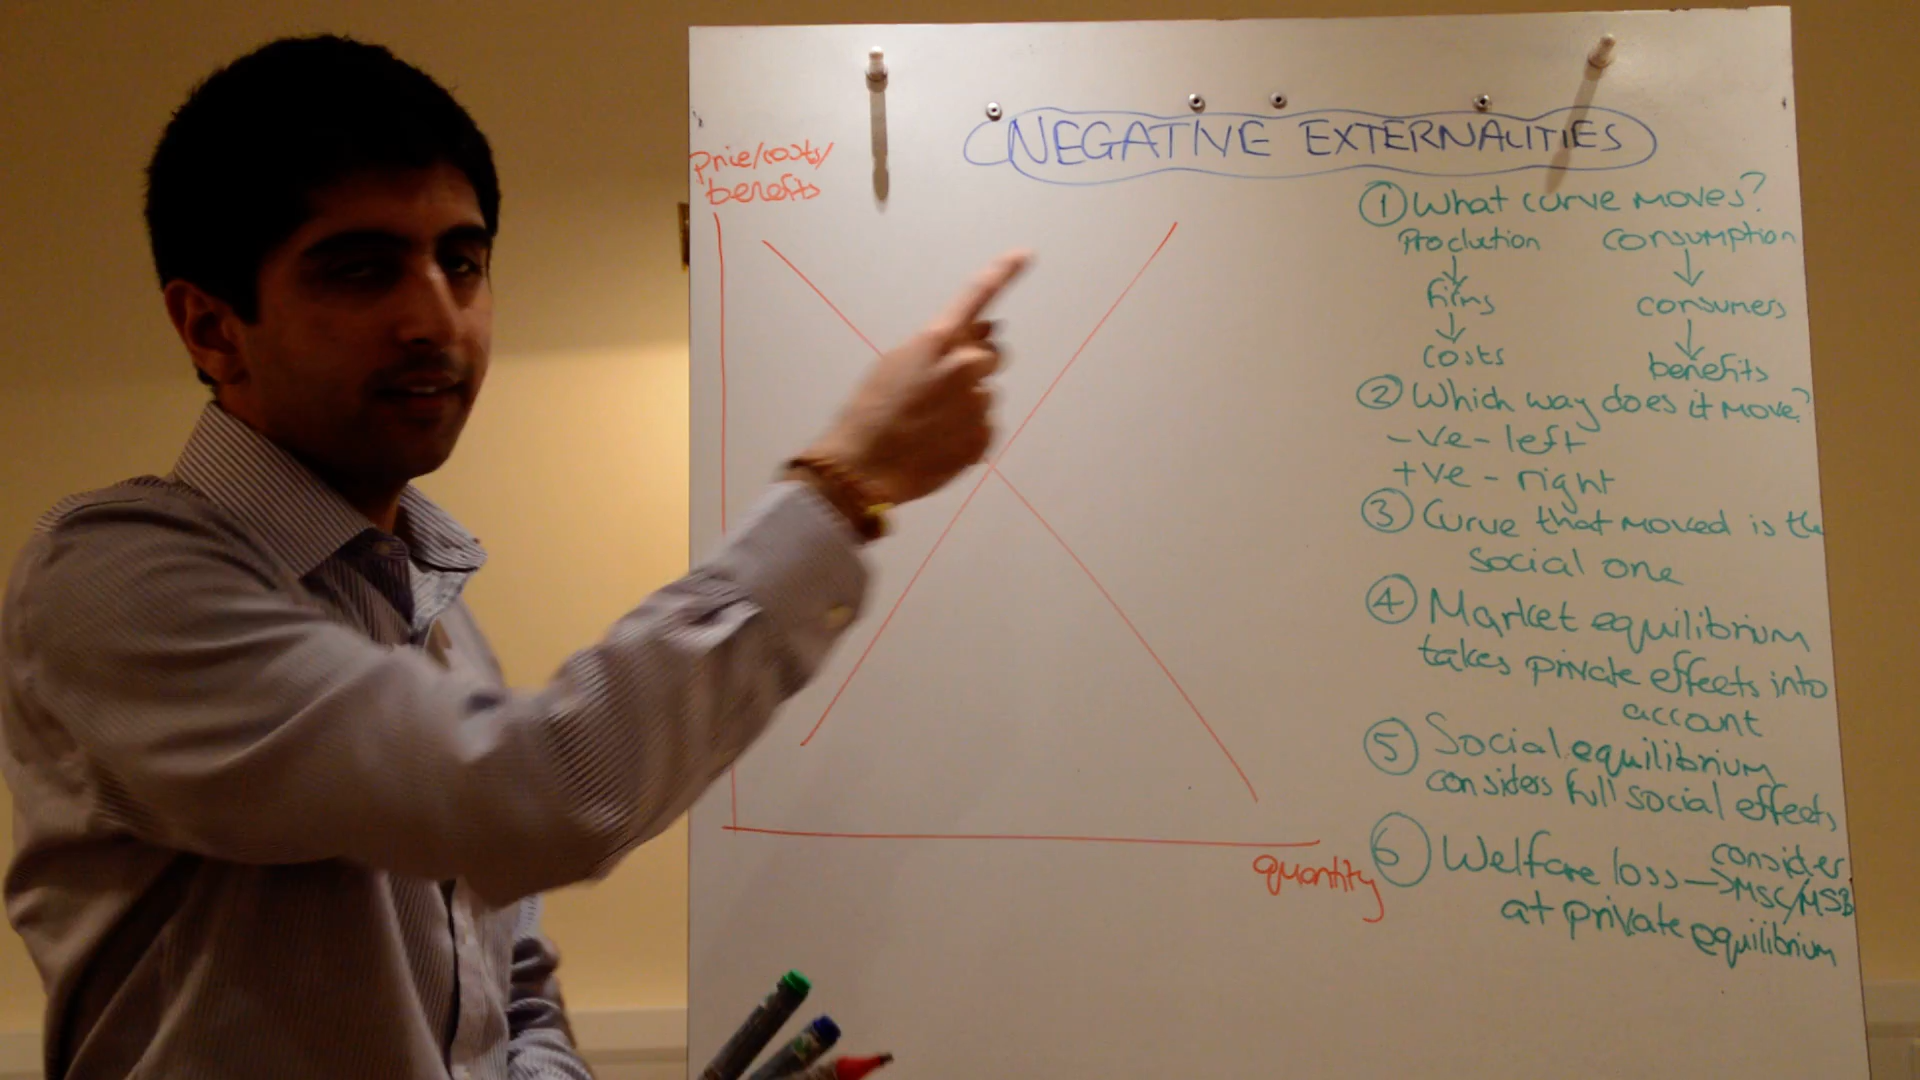 NEGATIVE EXTERNALITIES
Price/costs/
benefits
① What curve moves?
Production consumption
↓ ↓
firms consumers
↓ ↓
costs benefits
② Which way does it move?
-ve - left
+ve - right
③ Curve that moved is the
social one
④ Market equilibrium
takes private effects into
account
⑤ Social equilibrium
considers full social effects
⑥ Welfare loss → consider
MSC/MSB
at private equilibrium
quantity